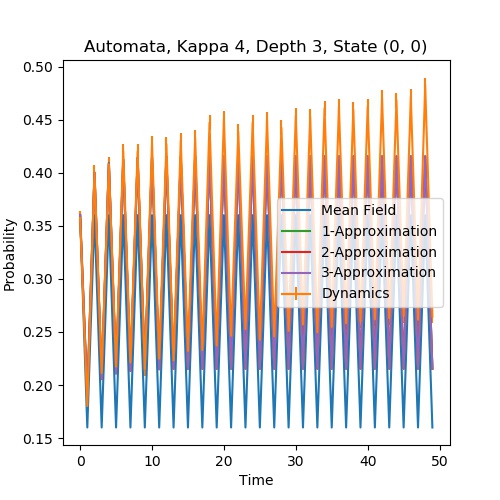 Automata, Kappa 4, Depth 3, State (0, 0)
0.50
0.45
0.40
0.35
0.30
0.25
0.20
0.15
Probability
Mean Field
1-Approximation
2-Approximation
3-Approximation
Dynamics
0 10 20 30 40 50
Time